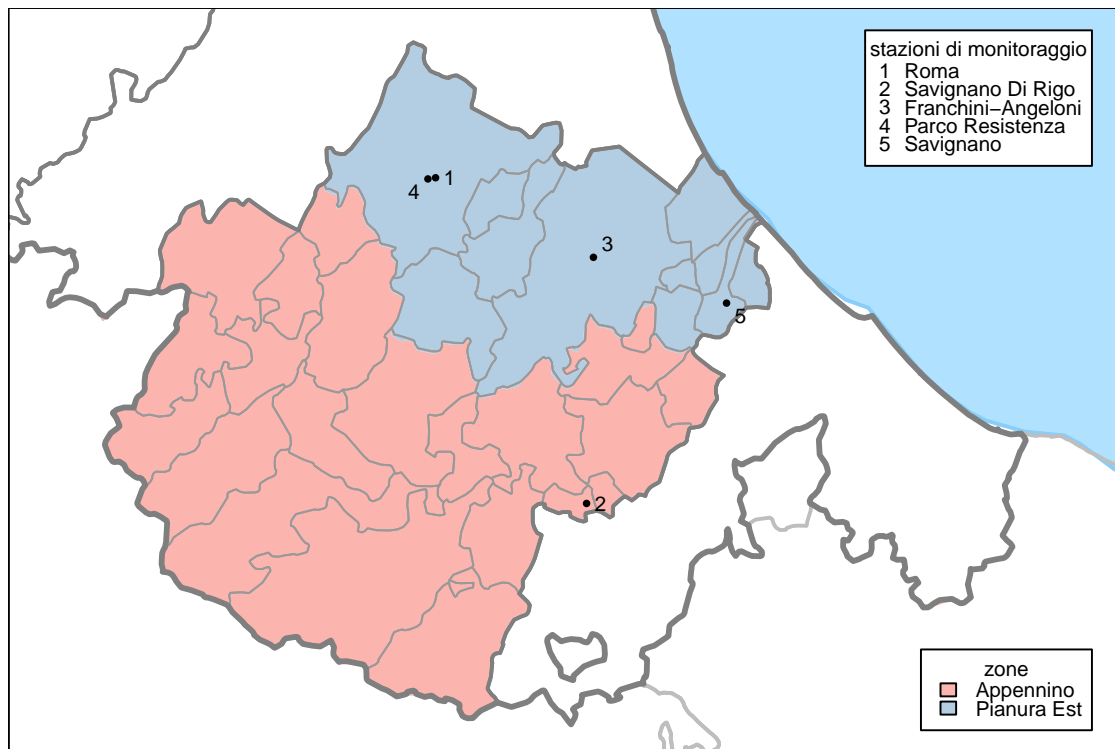 stazioni di monitoraggio
1 Roma
2 Savignano Di Rigo
3 Franchini−Angeloni
4 Parco Resistenza
5 Savignano
4 1
3
5
2
zone
Appennino
Pianura Est